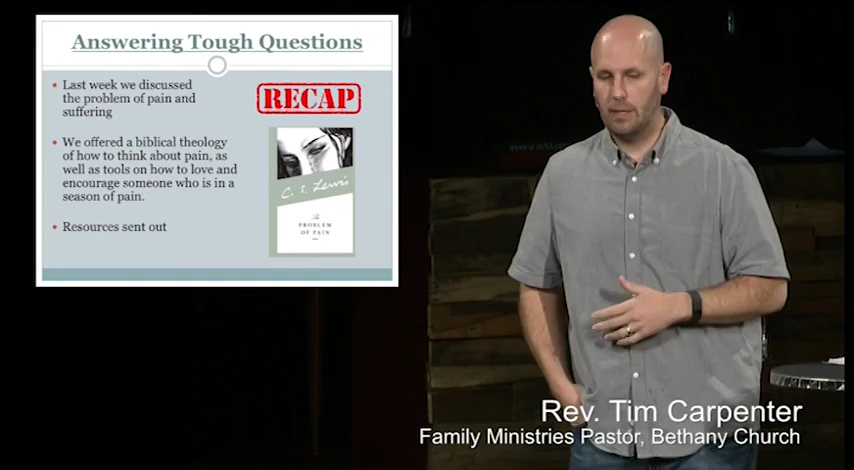 Answering Tough Questions
• Last week we discussed
the problem of pain and
suffering
RECAP
• We offered a biblical theology
of how to think about pain, as
well as tools on how to love and
encourage someone who is in a
season of pain.
• Resources sent out
C. S. Lewis
The
PROBLEM
OF PAIN
Rev. Tim Carpenter
Family Ministries Pastor, Bethany Church